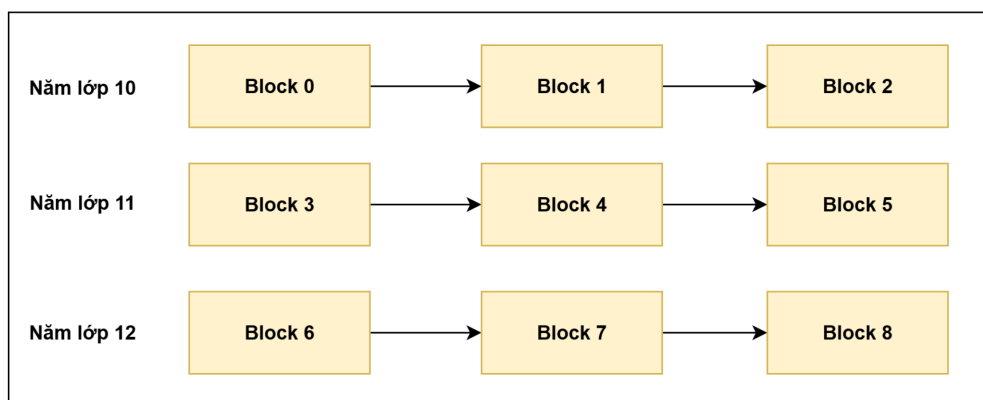 Năm lớp 10
Block 0
Block 1
Block 2
Năm lớp 11
Block 3
Block 4
Block 5
Năm lớp 12
Block 6
Block 7
Block 8